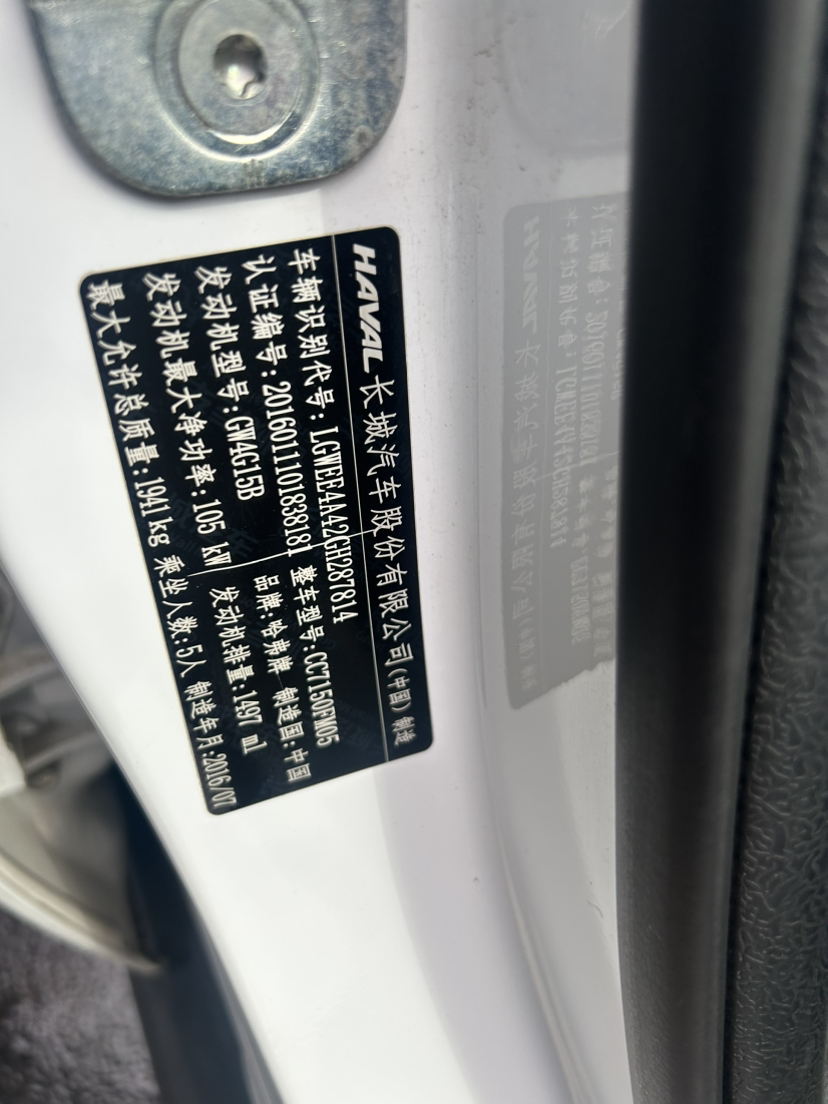 HAVAL 长城汽车股份有限公司(中国) 制造
车辆识别代号:LGWEE4A42GH287814
认证编号:2016011101838181 整车型号:CC7150FM05
发动机型号:GW4G15B 品牌:哈弗牌 制造国:中国
发动机最大净功率:105 kW 发动机排量:1497 ml
最大允许总质量:1941kg 乘坐人数:5人 制造年月:2016/07